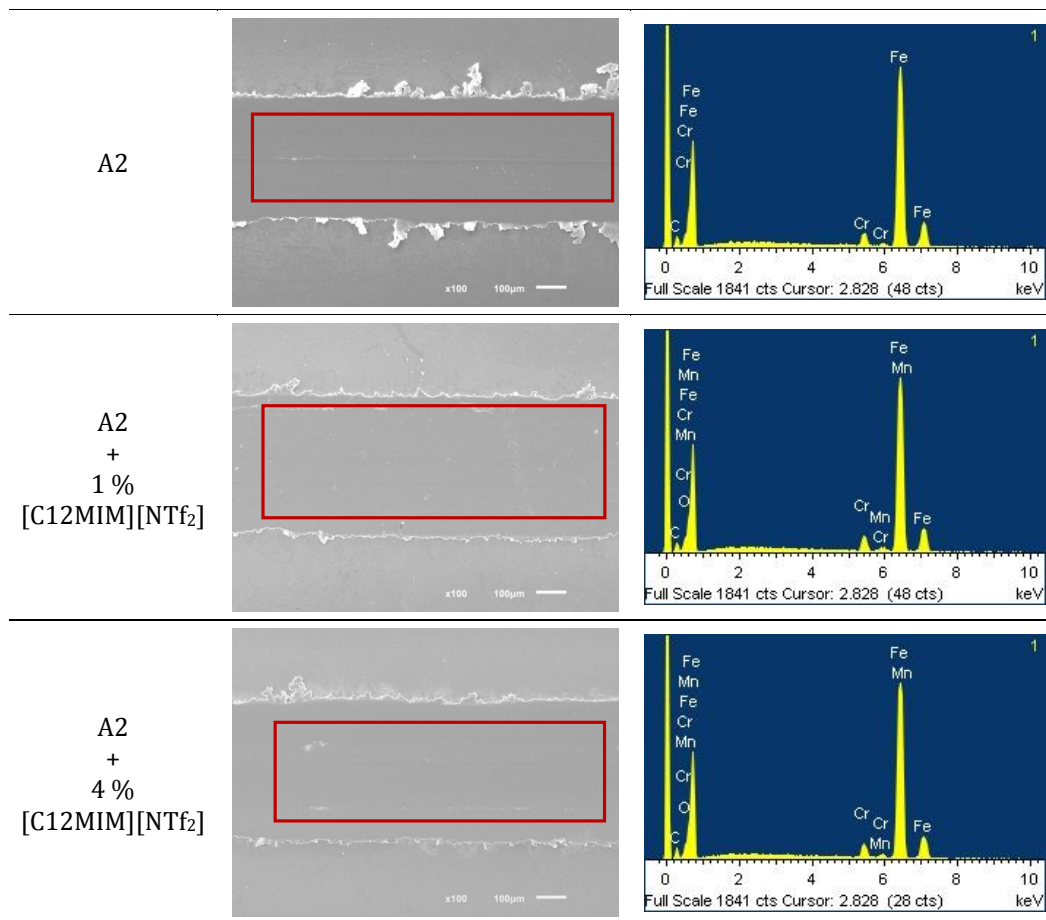 A2
x100 100µm
1
Fe
Fe
Fe
Cr
Cr
C
Cr
Cr
Fe
0 2 4 6 8 10
Full Scale 1841 cts Cursor: 2.828 (48 cts) keV
A2
+
1 %
[C12MIM][NTf₂]
x100 100µm
1
Fe
Mn
Fe
Mn
Fe
Cr
Mn
Cr
O
C
Cr
Mn
Cr
Fe
0 2 4 6 8 10
Full Scale 1841 cts Cursor: 2.828 (48 cts) keV
A2
+
4 %
[C12MIM][NTf₂]
x100 100µm
1
Fe
Mn
Fe
Mn
Fe
Cr
Mn
Cr
O
C
Cr
Cr
Mn
Fe
0 2 4 6 8 10
Full Scale 1841 cts Cursor: 2.828 (28 cts) keV